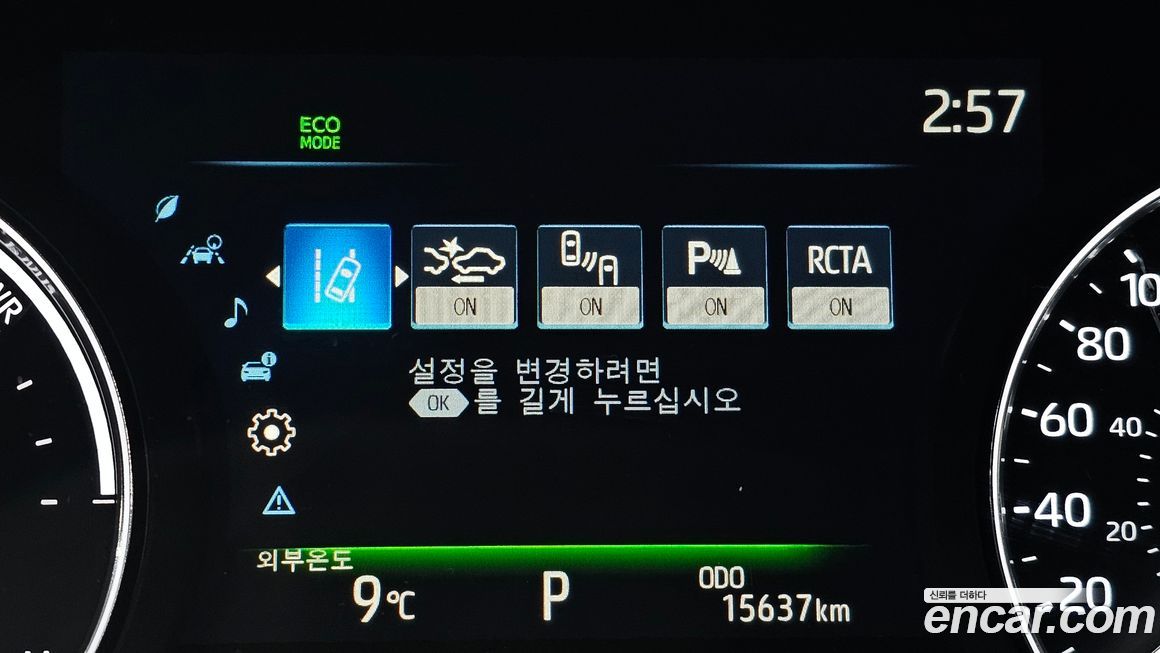 2:57
ECO
MODE
RCTA
ON
ON
P
ON
ON
설정을 변경하려면
OK 를 길게 누르십시오
외부온도
9℃
P
ODO
15637km
10
80
60
40
40
20
20
신뢰를 더하다
encar.com